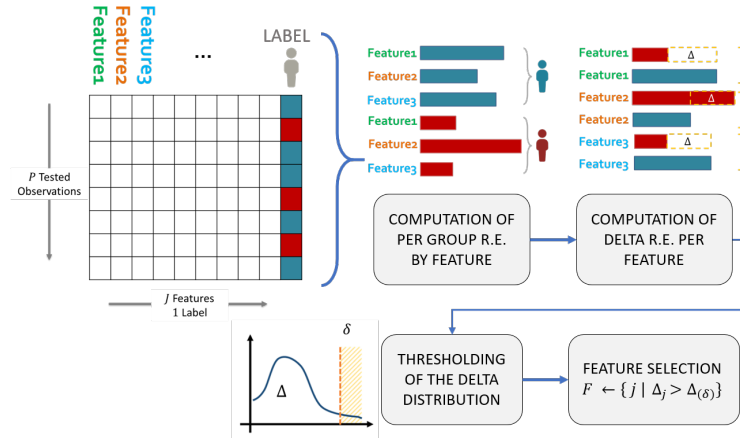 Feature1
Feature2
Feature3
...
LABEL
P Tested
Observations
J Features
1 Label
Feature1
Feature2
Feature3
Feature1
Feature2
Feature3
Feature1
Δ
Feature1
Feature2
Δ
Feature2
Feature3
Δ
Feature3
COMPUTATION OF
PER GROUP R.E.
BY FEATURE
COMPUTATION OF
DELTA R.E. PER
FEATURE
δ
Δ
THRESHOLDING
OF THE DELTA
DISTRIBUTION
FEATURE SELECTION
F ← {j | Δj > Δ(δ)}